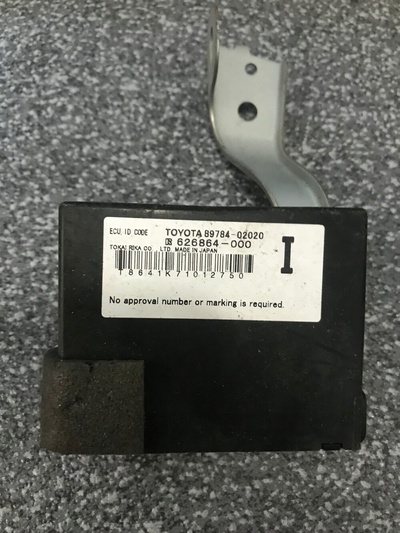 ECU, ID CODE TOYOTA 89784-02020
626864-000
TOKAI RIKA CO., LTD. MADE IN JAPAN
I
18641K71012750
No approval number or marking is required.